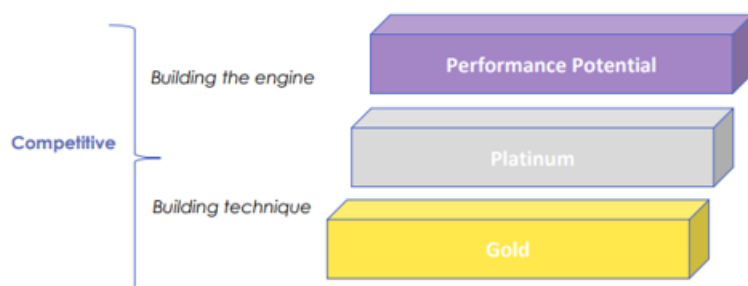 Performance Potential
Building the engine
Competitive
Platinum
Building technique
Gold